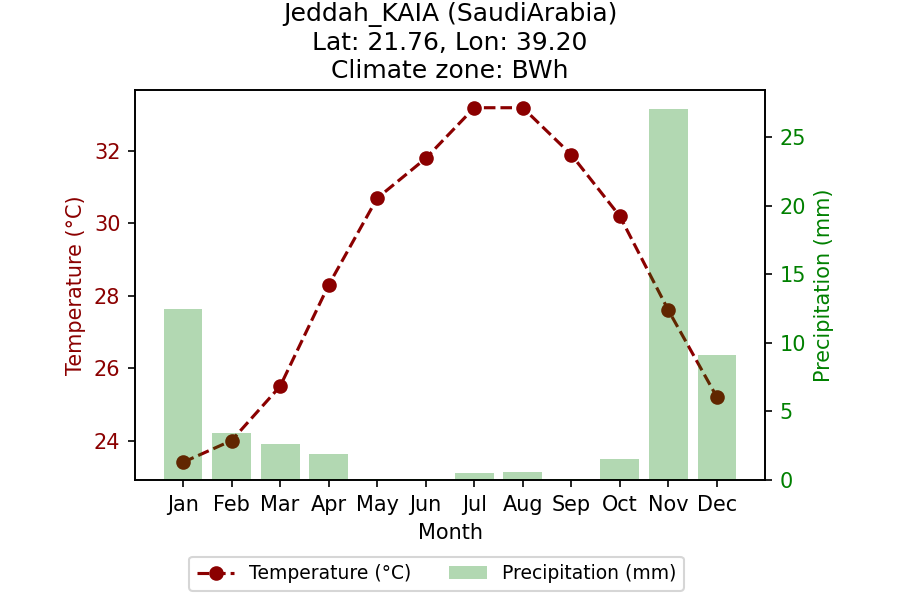 Jeddah_KAIA (SaudiArabia)
Lat: 21.76, Lon: 39.20
Climate zone: BWh
Temperature (°C)
32
30
28
26
24
25
20
15
10
5
0
Precipitation (mm)
Jan Feb Mar Apr May Jun Jul Aug Sep Oct Nov Dec
Month
Temperature (°C) Precipitation (mm)